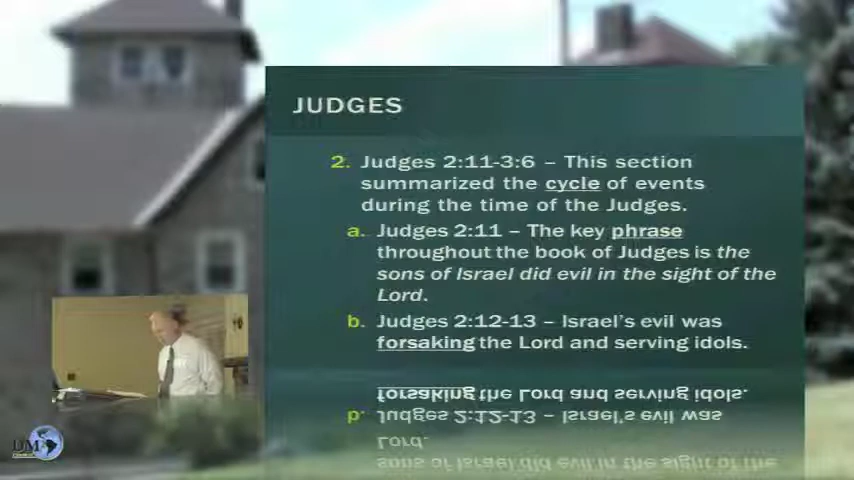 JUDGES
2. Judges 2:11-3:6 – This section
summarized the cycle of events
during the time of the Judges.
a. Judges 2:11 – The key phrase
throughout the book of Judges is the
sons of Israel did evil in the sight of the
Lord.
b. Judges 2:12-13 – Israel's evil was
forsaking the Lord and serving idols.